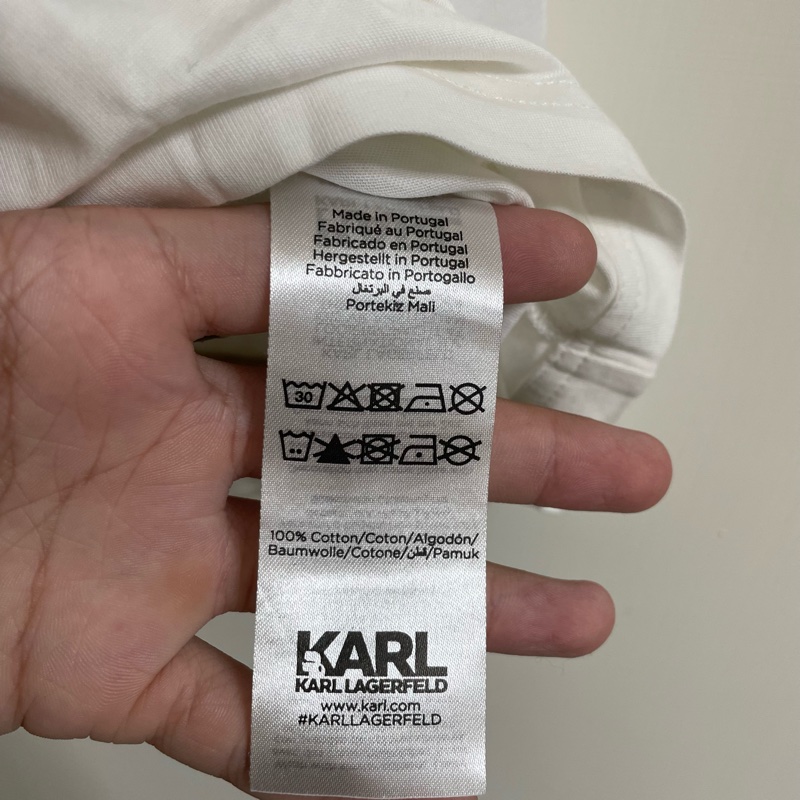 Made in Portugal
Fabriqué au Portugal
Fabricado en Portugal
Hergestellt in Portugal
Fabbricato in Portogallo
صنع في البرتغال
Portekiz Mali
30
100% Cotton/Coton/Algodón/
Baumwolle/Cotone/قطن/Pamuk
KARL
KARL LAGERFELD
www.karl.com
#KARLLAGERFELD